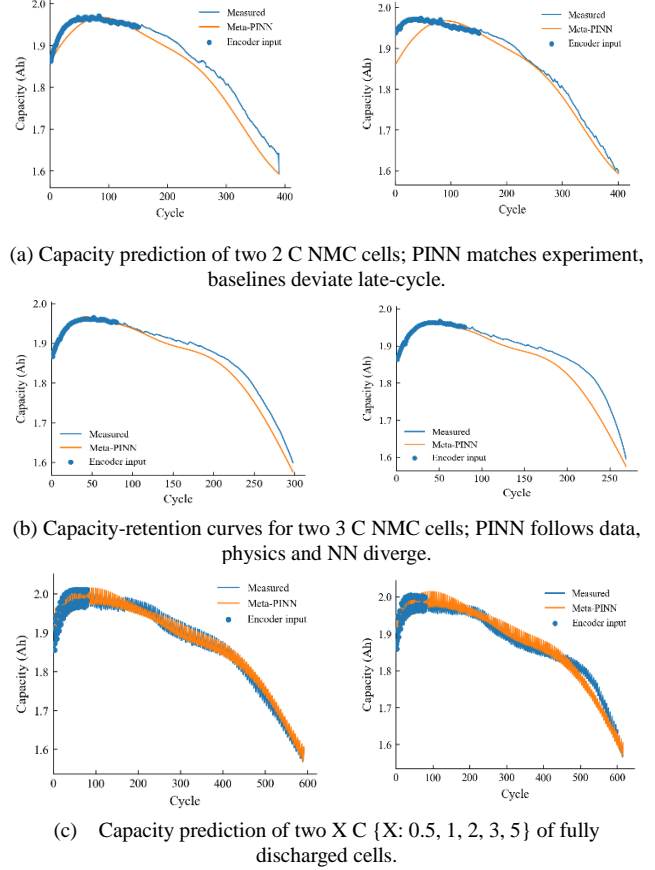 2.0
1.9
1.8
1.7
1.6
Capacity (Ah)
0 100 200 300 400
Cycle
Measured
Meta-PINN
Encoder input
2.0
1.9
1.8
1.7
1.6
Capacity (Ah)
0 100 200 300 400
Cycle
Measured
Meta-PINN
Encoder input
(a) Capacity prediction of two 2 C NMC cells; PINN matches experiment,
baselines deviate late-cycle.
2.0
1.9
1.8
1.7
1.6
Capacity (Ah)
0 50 100 150 200 250 300
Cycle
Measured
Meta-PINN
Encoder input
2.0
1.9
1.8
1.7
1.6
Capacity (Ah)
0 50 100 150 200 250
Cycle
Measured
Meta-PINN
Encoder input
(b) Capacity-retention curves for two 3 C NMC cells; PINN follows data,
physics and NN diverge.
2.0
1.9
1.8
1.7
1.6
Capacity (Ah)
0 100 200 300 400 500 600
Cycle
Measured
Meta-PINN
Encoder input
2.0
1.9
1.8
1.7
1.6
Capacity (Ah)
0 100 200 300 400 500 600
Cycle
Measured
Meta-PINN
Encoder input
(c) Capacity prediction of two X C {X: 0.5, 1, 2, 3, 5} of fully
discharged cells.